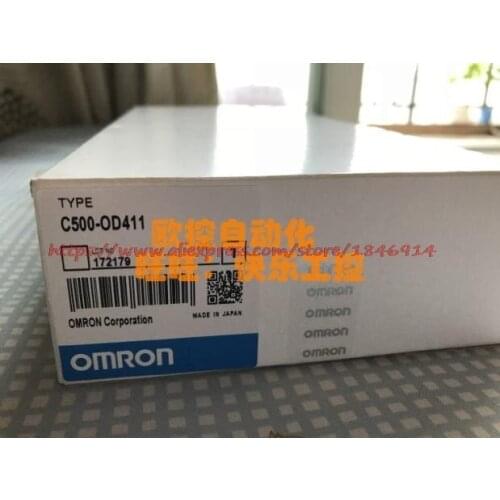 TYPE
C500-OD411
欧控自动化
https://www.aliexpress.com/store/1846914
172179
OMRON Corporation
MADE IN JAPAN
OMRON
OMRON
OMRON
OMRON
OMRON